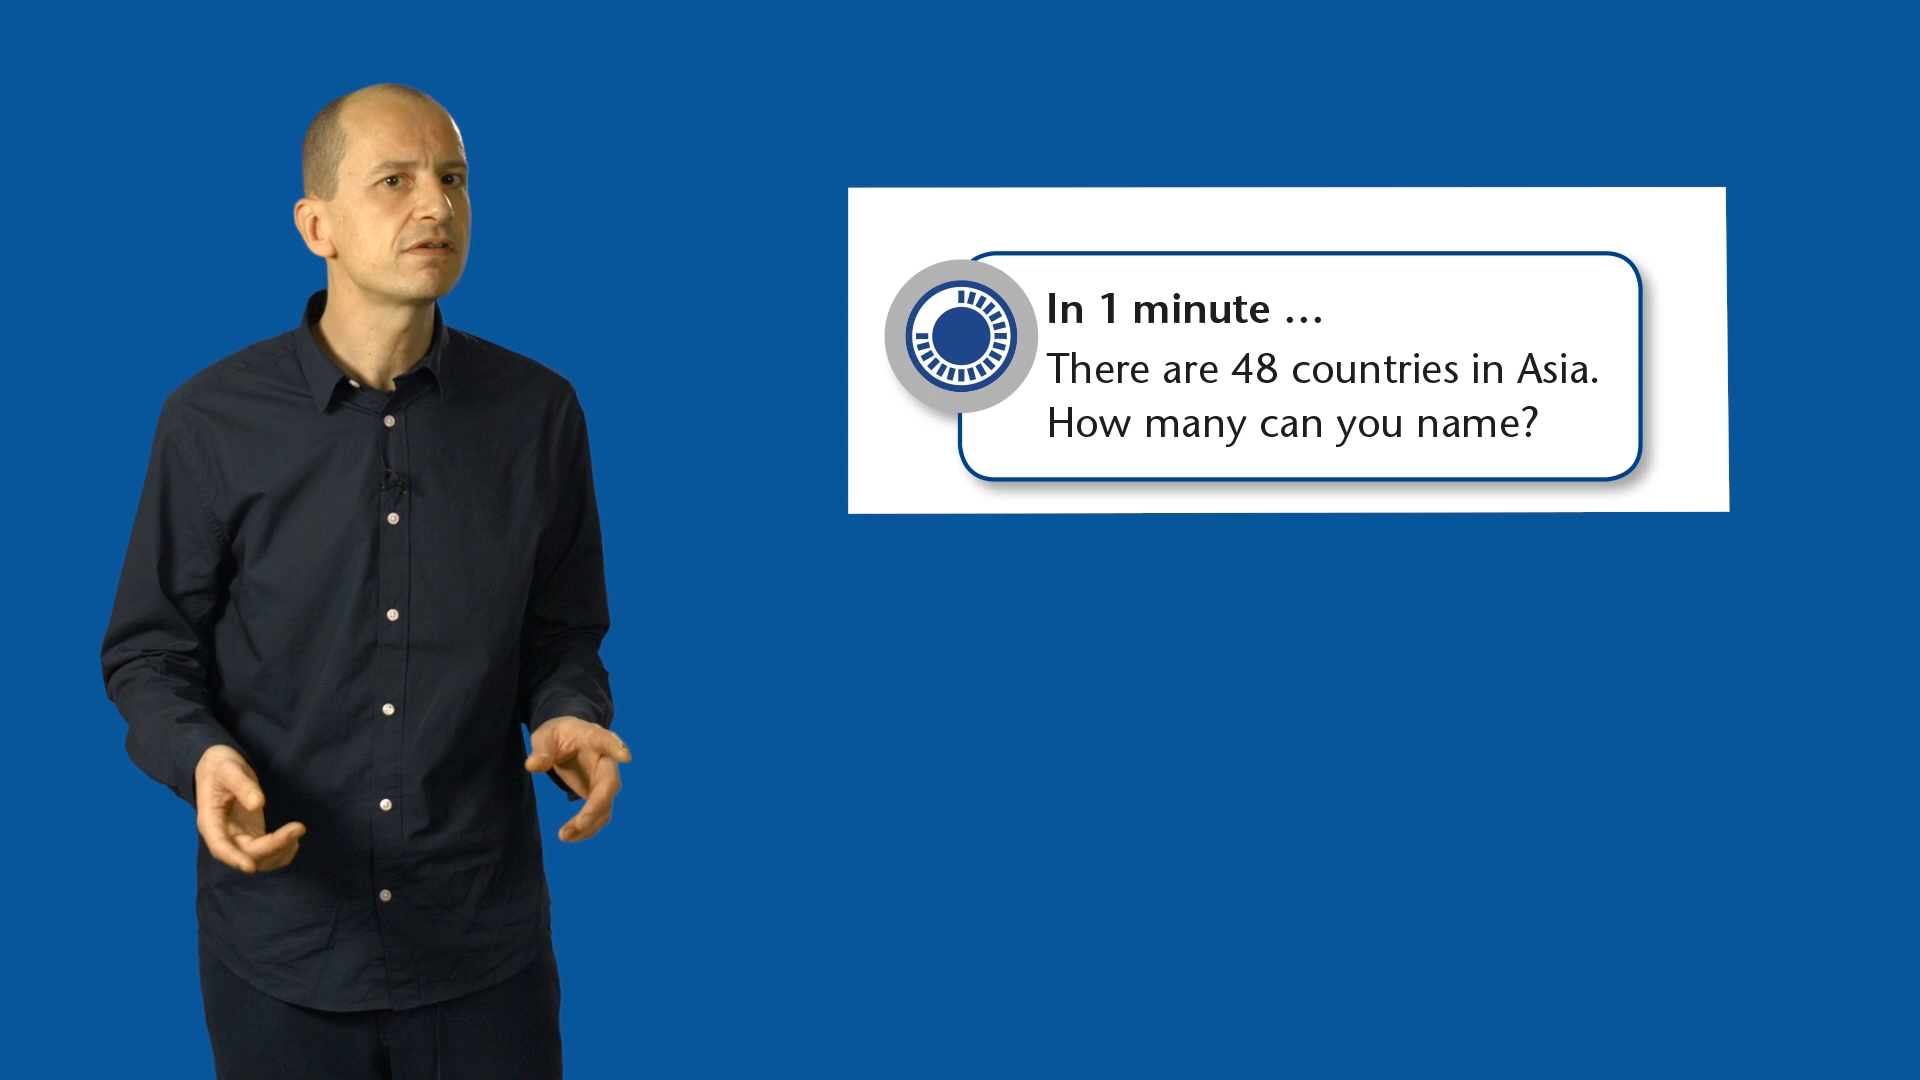 In 1 minute …
There are 48 countries in Asia.
How many can you name?